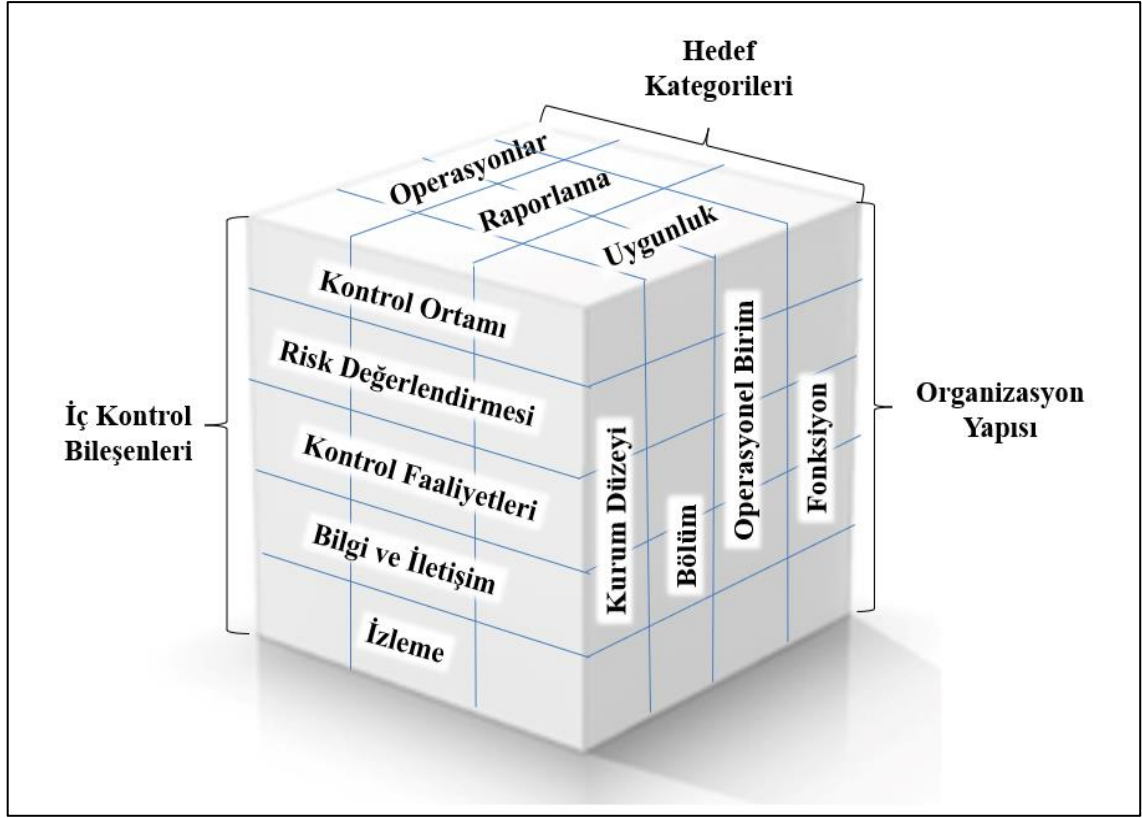 Hedef
Kategorileri
Operasyonlar
Raporlama
Uygunluk
Kontrol Ortamı
Risk Değerlendirmesi
Kontrol Faaliyetleri
Bilgi ve İletişim
İzleme
İç Kontrol
Bileşenleri
Kurum Düzeyi
Bölüm
Operasyonel Birim
Fonksiyon
Organizasyon
Yapısı